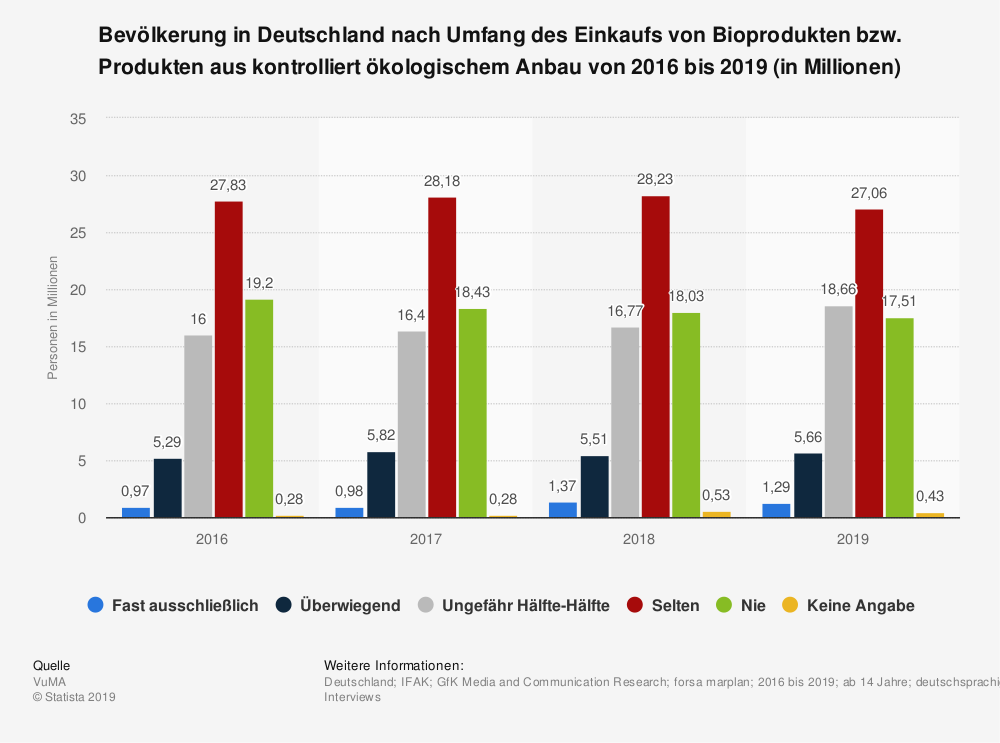 Bevölkerung in Deutschland nach Umfang des Einkaufs von Bioprodukten bzw.
Produkten aus kontrolliert ökologischem Anbau von 2016 bis 2019 (in Millionen)
Personen in Millionen
35
30
25
20
15
10
5
0
0,97
5,29
16
27,83
19,2
0,28
0,98
5,82
16,4
28,18
18,43
0,28
1,37
5,51
16,77
28,23
18,03
0,53
1,29
5,66
18,66
27,06
17,51
0,43
2016 2017 2018 2019
Fast ausschließlich Überwiegend Ungefähr Hälfte-Hälfte Selten Nie Keine Angabe
Quelle
VuMA
© Statista 2019
Weitere Informationen:
Deutschland; IFAK; GfK Media and Communication Research; forsa marplan; 2016 bis 2019; ab 14 Jahre;
Interviews